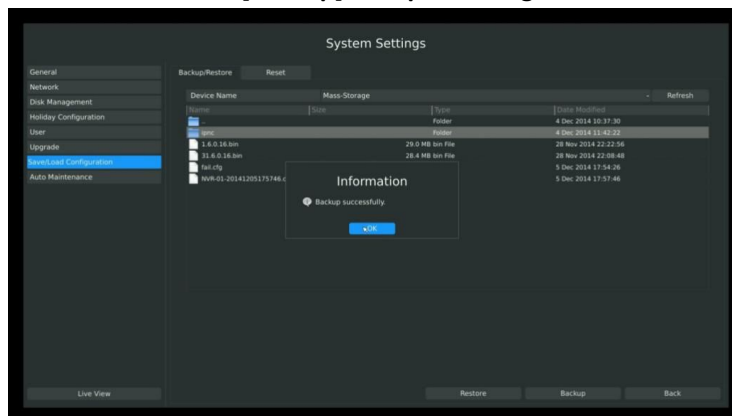 System Settings
General
Network
Disk Management
Holiday Configuration
User
Upgrade
Save/Load Configuration
Auto Maintenance
Live View
Backup/Restore Reset
Device Name Mass-Storage Refresh
Name Size Type Date Modified
.. Folder 4 Dec 2014 10:37:30
ipnc Folder 4 Dec 2014 11:42:22
1.6.0.16.bin 29.0 MB bin File 28 Nov 2014 22:22:56
31.6.0.16.bin 28.4 MB bin File 28 Nov 2014 22:08:48
fail.cfg 5 Dec 2014 17:54:26
NVR-01-20141205175746.c 5 Dec 2014 17:57:46
Information
Backup successfully.
OK
Restore Backup Back